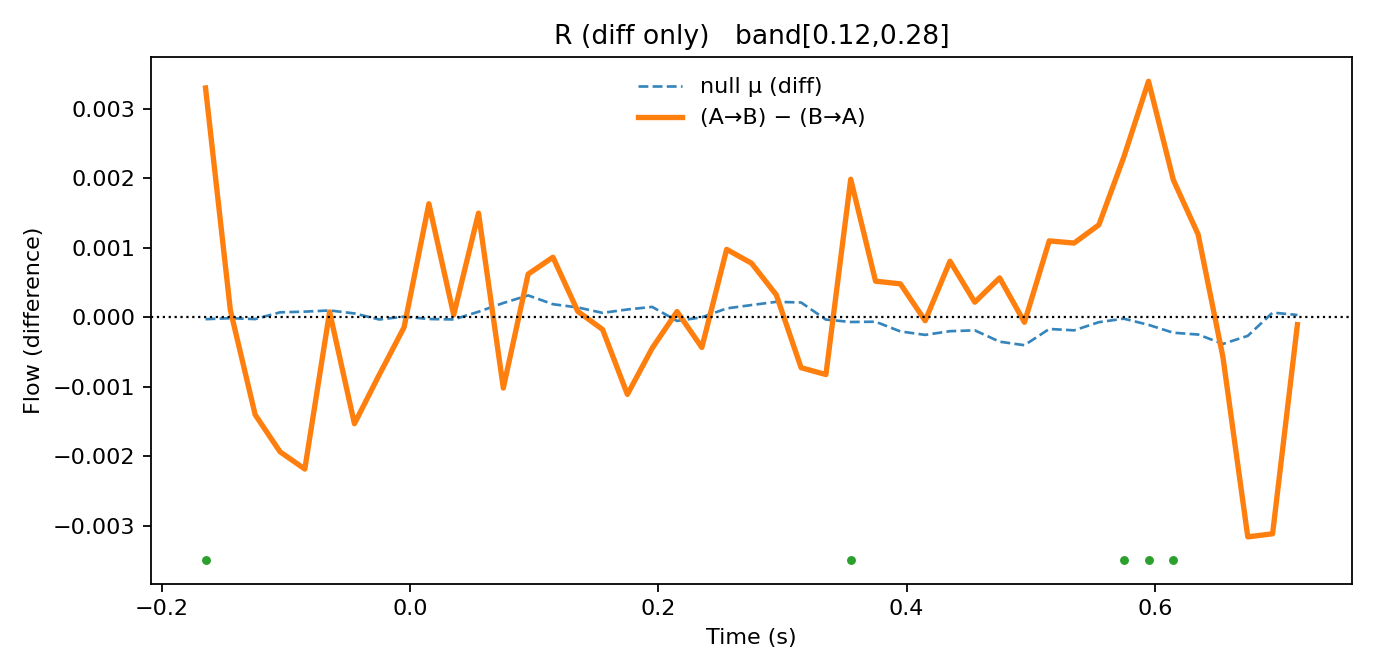 R (diff only)   band[0.12,0.28]
null μ (diff)
(A→B) − (B→A)
0.003
0.002
0.001
0.000
−0.001
−0.002
−0.003
Flow (difference)
−0.2
0.0
0.2
0.4
0.6
Time (s)